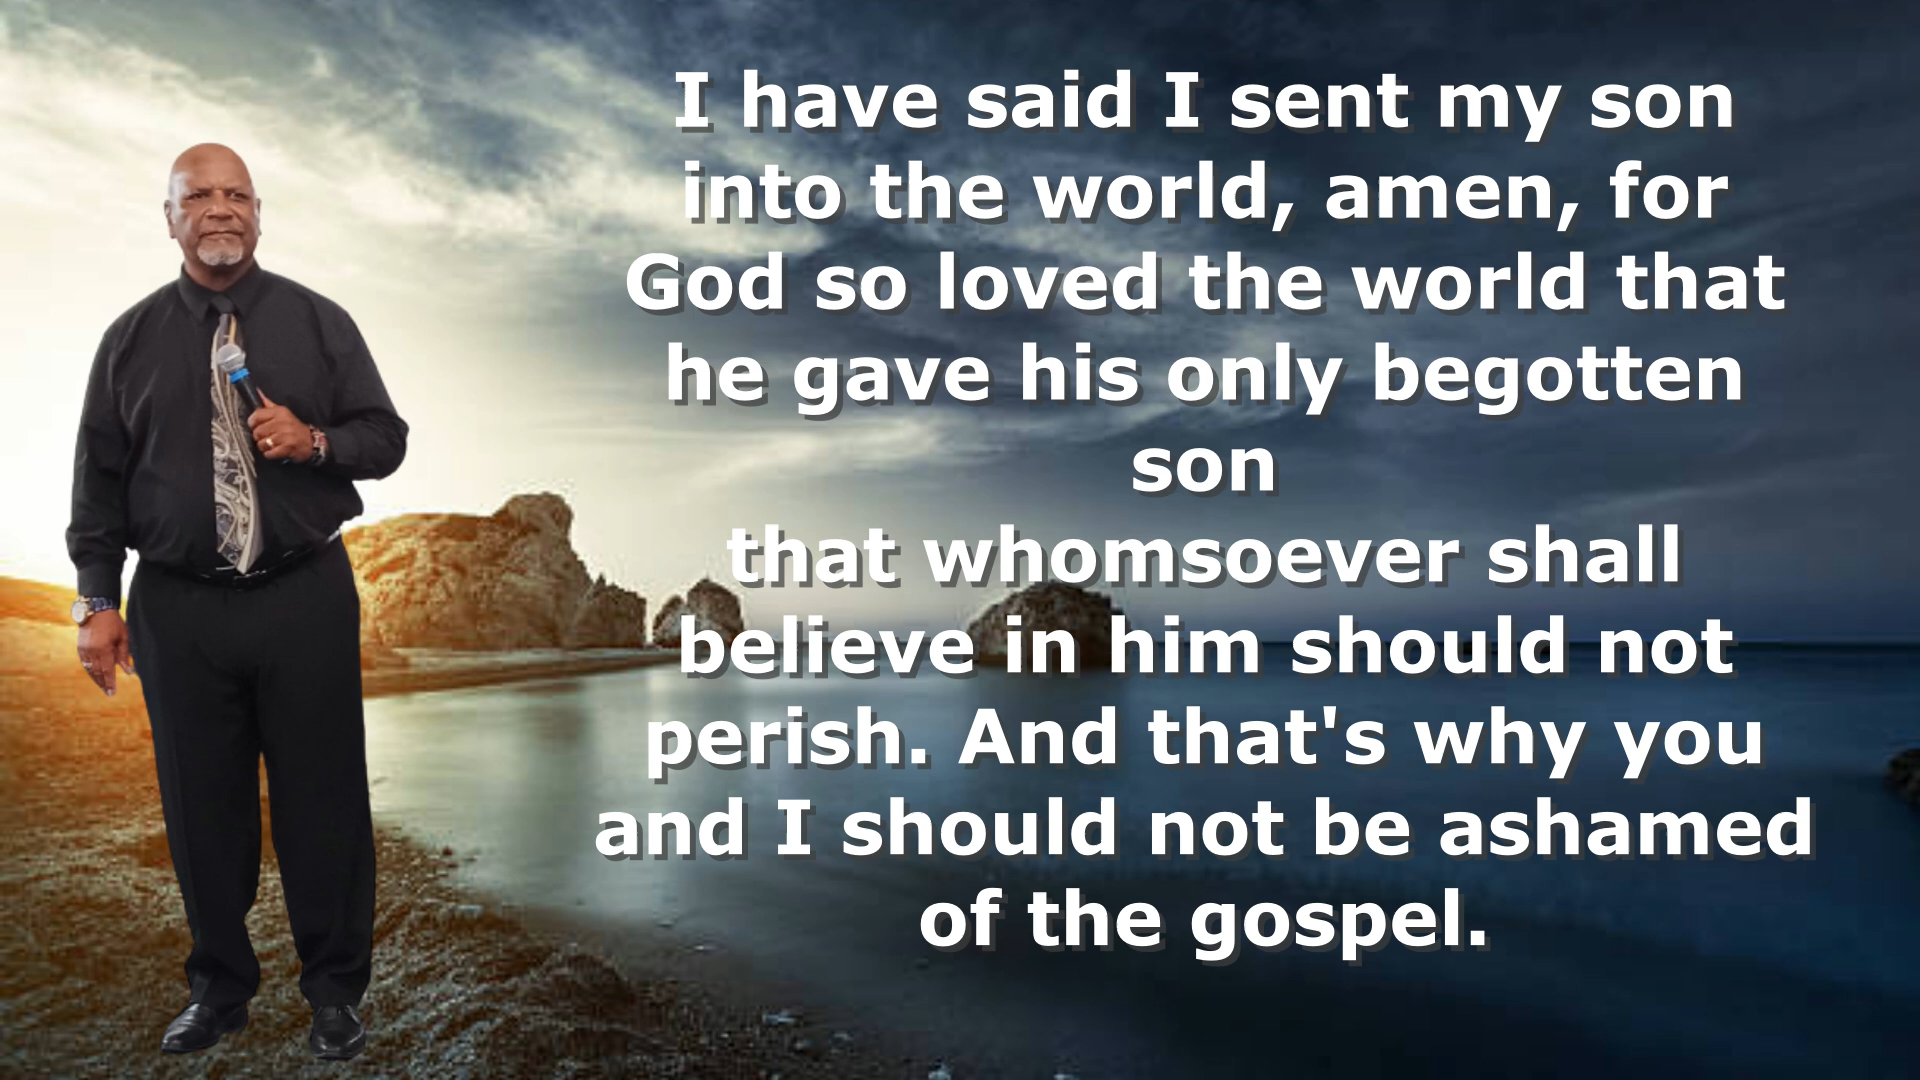 I have said I sent my son
into the world, amen, for
God so loved the world that
he gave his only begotten
son
that whomsoever shall
believe in him should not
perish. And that's why you
and I should not be ashamed
of the gospel.